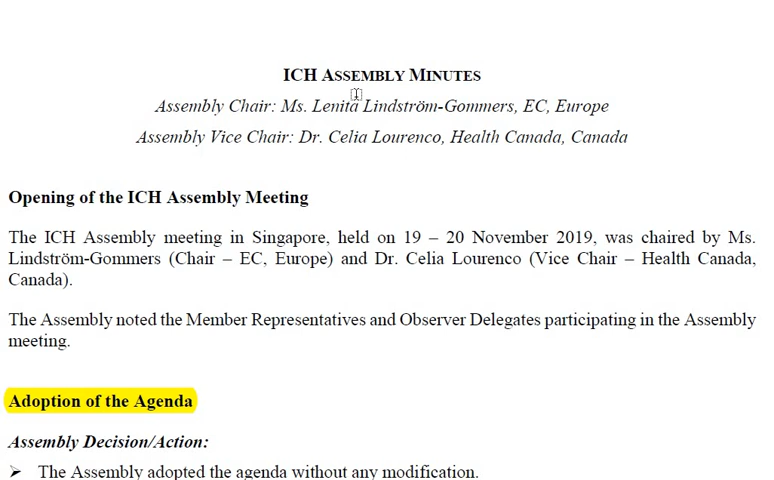 ICH ASSEMBLY MINUTES
Assembly Chair: Ms. Lenita Lindström-Gommers, EC, Europe
Assembly Vice Chair: Dr. Celia Lourenco, Health Canada, Canada
Opening of the ICH Assembly Meeting
The ICH Assembly meeting in Singapore, held on 19 – 20 November 2019, was chaired by Ms.
Lindström-Gommers (Chair – EC, Europe) and Dr. Celia Lourenco (Vice Chair – Health Canada,
Canada).
The Assembly noted the Member Representatives and Observer Delegates participating in the Assembly
meeting.
Adoption of the Agenda
Assembly Decision/Action:
➢ The Assembly adopted the agenda without any modification.